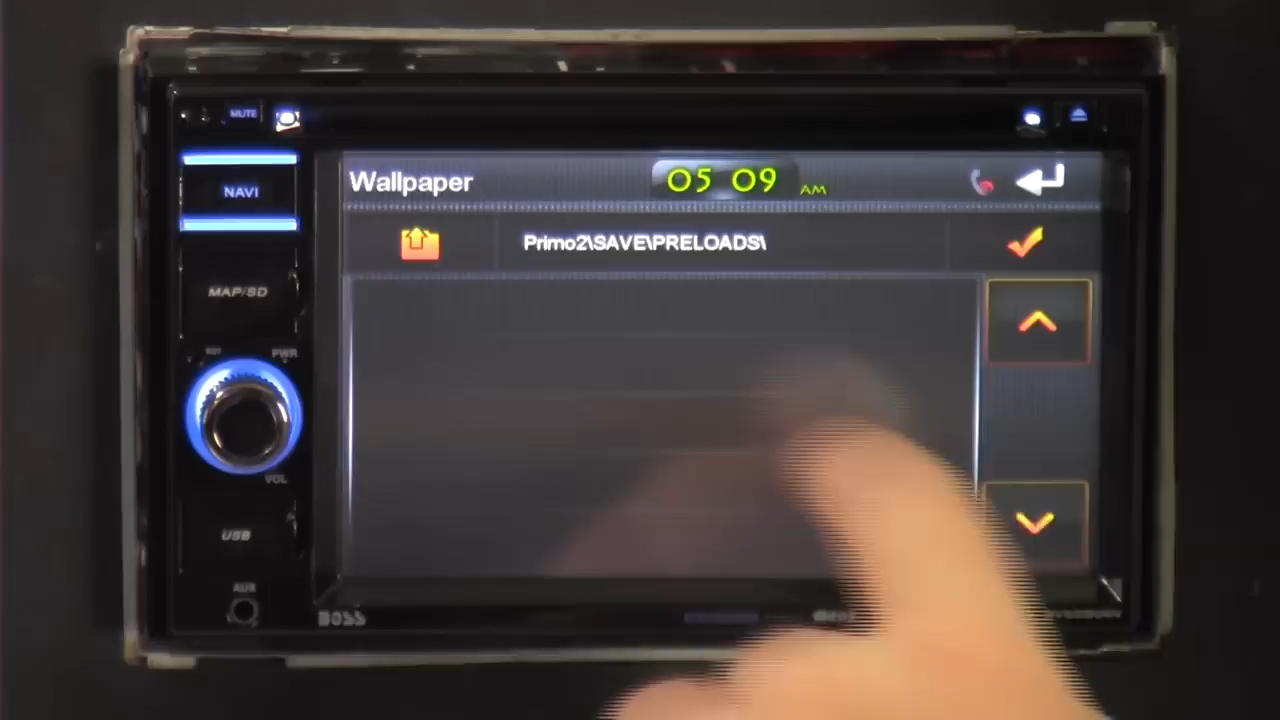 MUTE
NAVI
Wallpaper
05 09 AM
Primo2\SAVE\PRELOADS\
MAP/SD
PWR
VOL
USB
AUX
BOSS